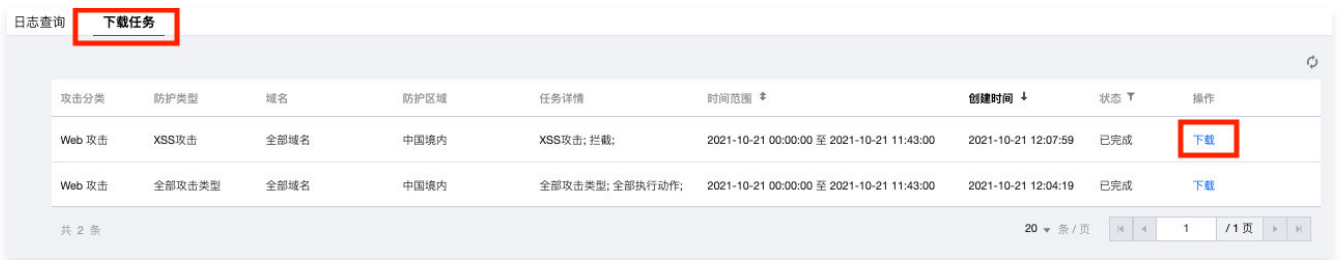 日志查询 下载任务
攻击分类 防护类型 域名 防护区域 任务详情 时间范围 创建时间 状态 操作
Web 攻击 XSS攻击 全部域名 中国境内 XSS攻击; 拦截; 2021-10-21 00:00:00 至 2021-10-21 11:43:00 2021-10-21 12:07:59 已完成 下载
Web 攻击 全部攻击类型 全部域名 中国境内 全部攻击类型; 全部执行动作; 2021-10-21 00:00:00 至 2021-10-21 11:43:00 2021-10-21 12:04:19 已完成 下载
共 2 条 20 条 / 页 1 / 1 页